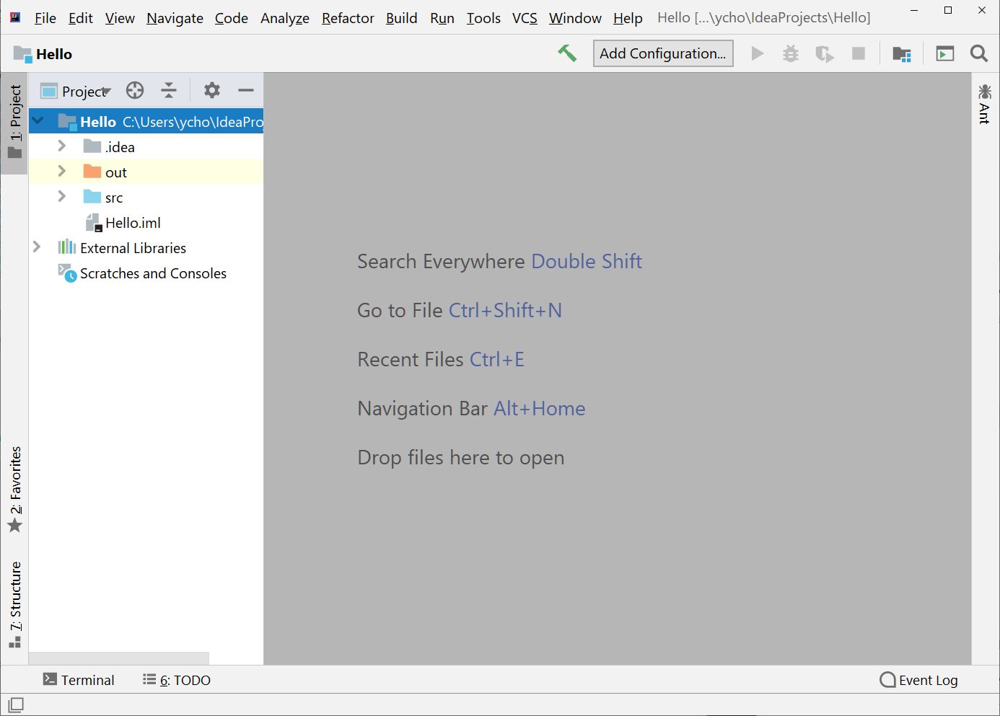 File Edit View Navigate Code Analyze Refactor Build Run Tools VCS Window Help Hello [...\ycho\IdeaProjects\Hello]
Hello Add Configuration...
1: Project
Project
Hello C:\Users\ycho\IdeaPro
.idea
out
src
Hello.iml
External Libraries
Scratches and Consoles
Ant
Search Everywhere Double Shift
Go to File Ctrl+Shift+N
Recent Files Ctrl+E
Navigation Bar Alt+Home
Drop files here to open
2: Favorites
7: Structure
Terminal 6: TODO Event Log